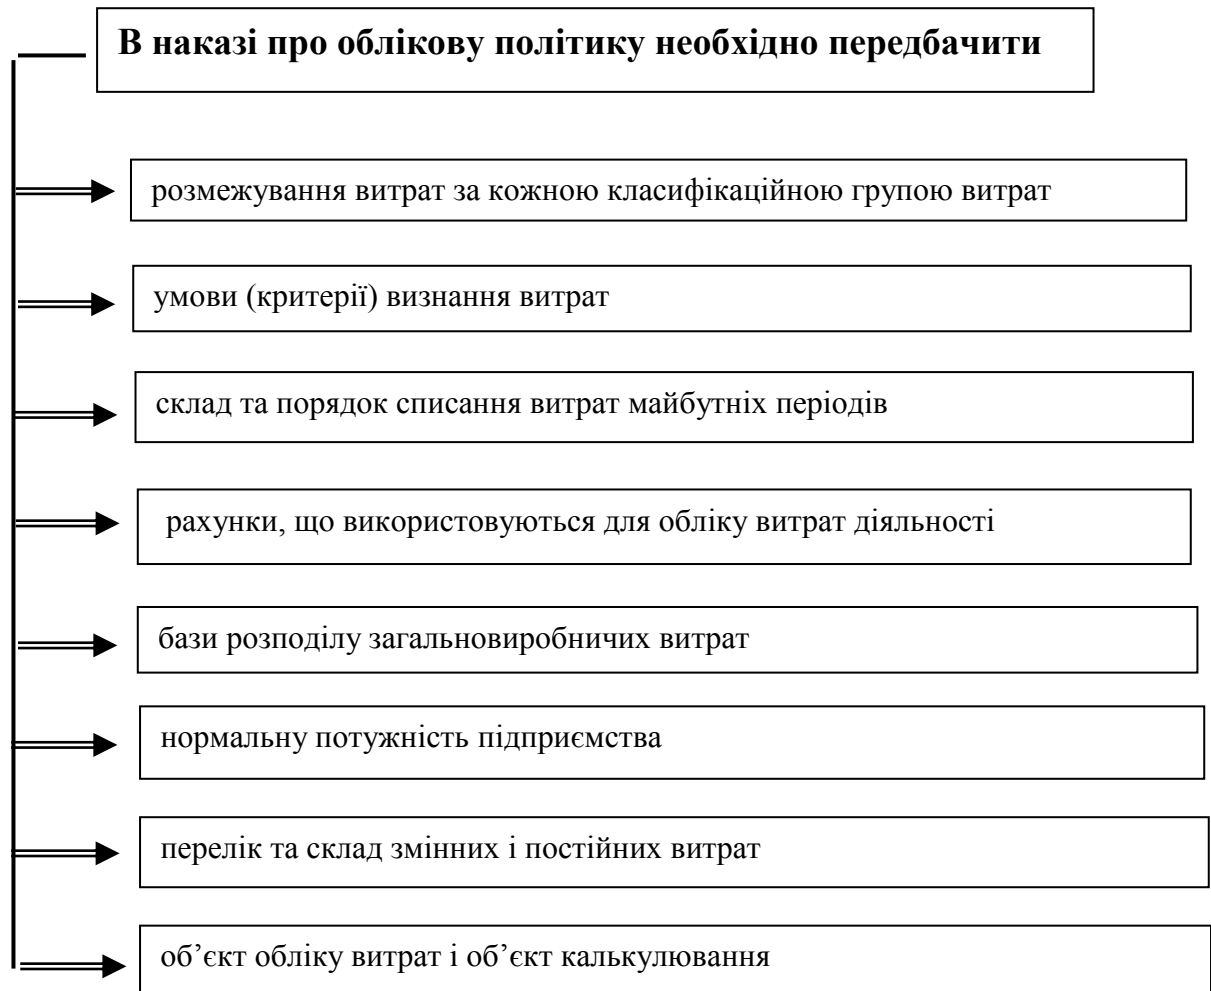 В наказі про облікову політику необхідно передбачити
розмежування витрат за кожною класифікаційною групою витрат
умови (критерії) визнання витрат
склад та порядок списання витрат майбутніх періодів
рахунки, що використовуються для обліку витрат діяльності
бази розподілу загальновиробничих витрат
нормальну потужність підприємства
перелік та склад змінних і постійних витрат
об’єкт обліку витрат і об’єкт калькулювання